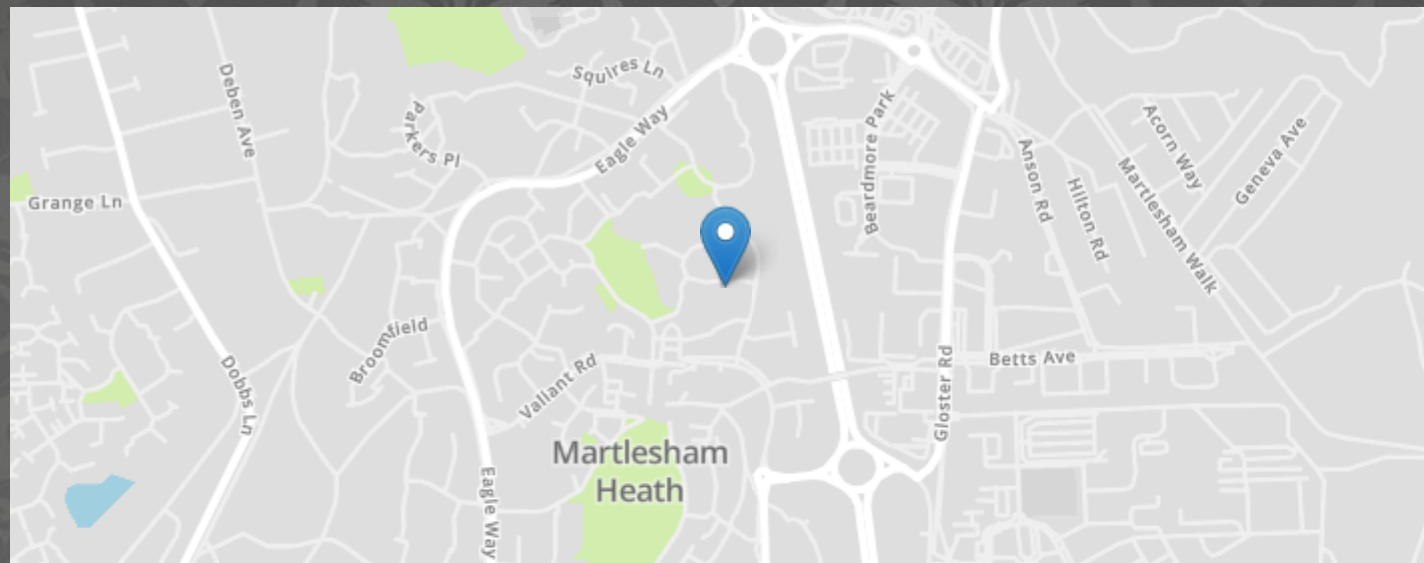 Squires Ln
Deben Ave
Parkers Pl
Eagle Way
Beardmore Park
Acorn Way
Geneva Ave
Anson Rd
Hilton Rd
Martlesham Walk
Grange Ln
Broomfield
Dobbs Ln
Valiant Rd
Gloster Rd
Betts Ave
Martlesham
Heath
Eagle Way